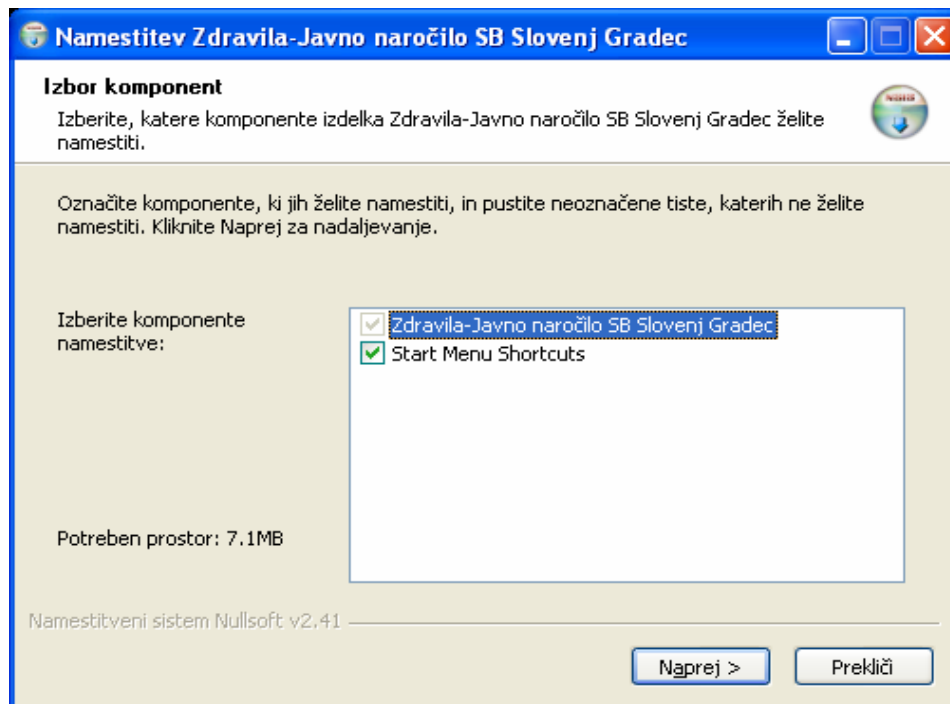 Namestitev Zdravila-Javno naročilo SB Slovenj Gradec
Izbor komponent
Izberite, katere komponente izdelka Zdravila-Javno naročilo SB Slovenj Gradec želite
namestiti.
Označite komponente, ki jih želite namestiti, in pustite neoznačene tiste, katerih ne želite
namestiti. Kliknite Naprej za nadaljevanje.
Izberite komponente
namestitve:
Zdravila-Javno naročilo SB Slovenj Gradec
Start Menu Shortcuts
Potreben prostor: 7.1MB
Namestitveni sistem Nullsoft v2.41
Naprej >
Prekliči